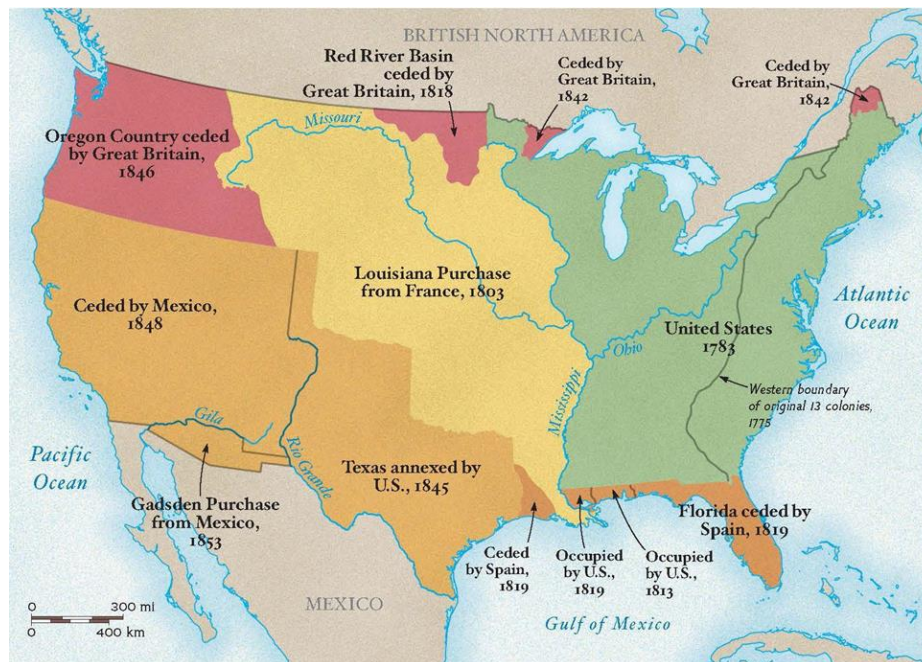 BRITISH NORTH AMERICA
Red River Basin
ceded by
Great Britain, 1818
Ceded by
Great Britain,
1842
Ceded by
Great Britain,
1842
Missouri
Oregon Country ceded
by Great Britain,
1846
Louisiana Purchase
from France, 1803
Ceded by Mexico,
1848
Atlantic
Ocean
United States
1783
Ohio
Mississippi
Western boundary
of original 13 colonies,
1775
Gila
Rio Grande
Pacific
Ocean
Texas annexed by
U.S., 1845
Gadsden Purchase
from Mexico,
1853
Florida ceded by
Spain, 1819
Ceded
by Spain,
1819
Occupied
by U.S.,
1819
Occupied
by U.S.,
1813
MEXICO
Gulf of Mexico
0 300 mi
0 400 km